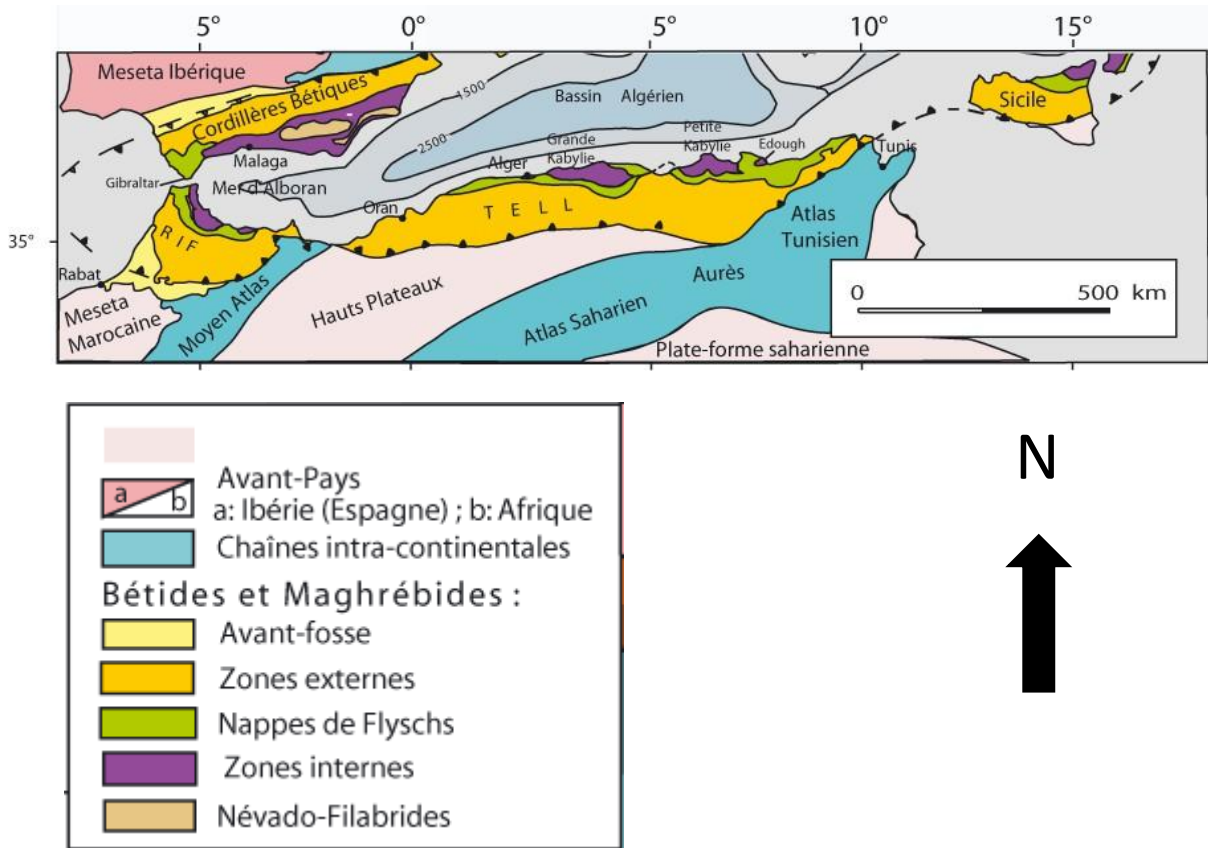 5° 0° 5° 10° 15°
Meseta Ibérique
Cordillères Bétiques
1500
Bassin Algérien
2500
Sicile
Malaga
Gibraltar
Mer d'Alboran
Alger
Grande
Kabylie
Petite
Kabylie
Edough
Tunis
Oran
TELL
RIF
35°
Rabat
Atlas
Tunisien
Meseta
Marocaine
Moyen Atlas
Hauts Plateaux
Aurès
Atlas Saharien
Plate-forme saharienne
0 500 km
N
Avant-Pays
a b
a: Ibérie (Espagne) ; b: Afrique
Chaînes intra-continentales
Bétides et Maghrébides :
Avant-fosse
Zones externes
Nappes de Flyschs
Zones internes
Névado-Filabrides